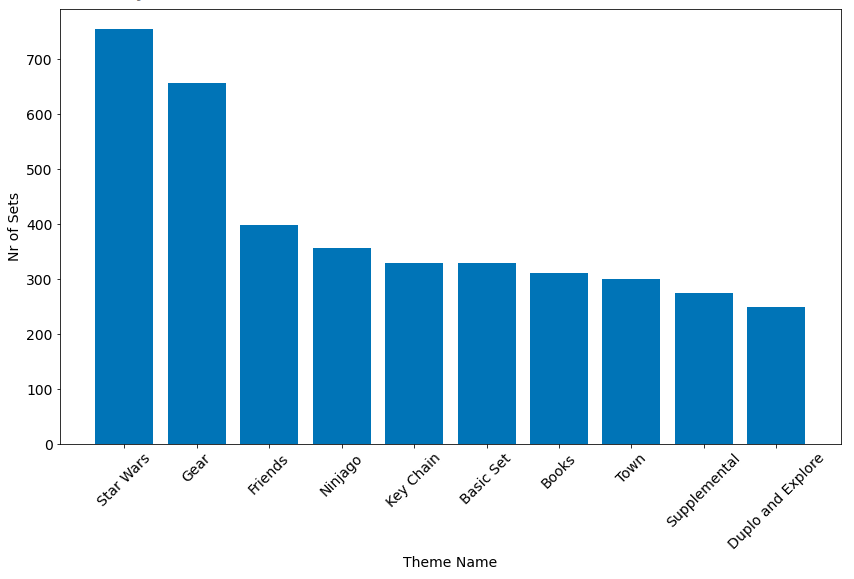 700
600
500
400
300
200
100
0
Nr of Sets
Star Wars
Gear
Friends
Ninjago
Key Chain
Basic Set
Books
Town
Supplemental
Duplo and Explore
Theme Name